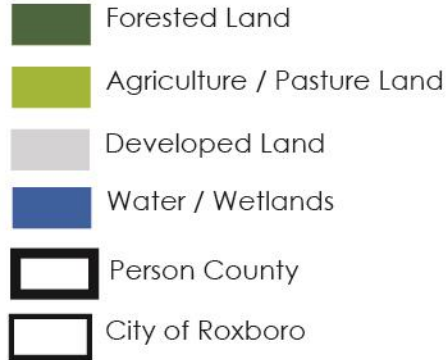 Forested Land
Agriculture / Pasture Land
Developed Land
Water / Wetlands
Person County
City of Roxboro